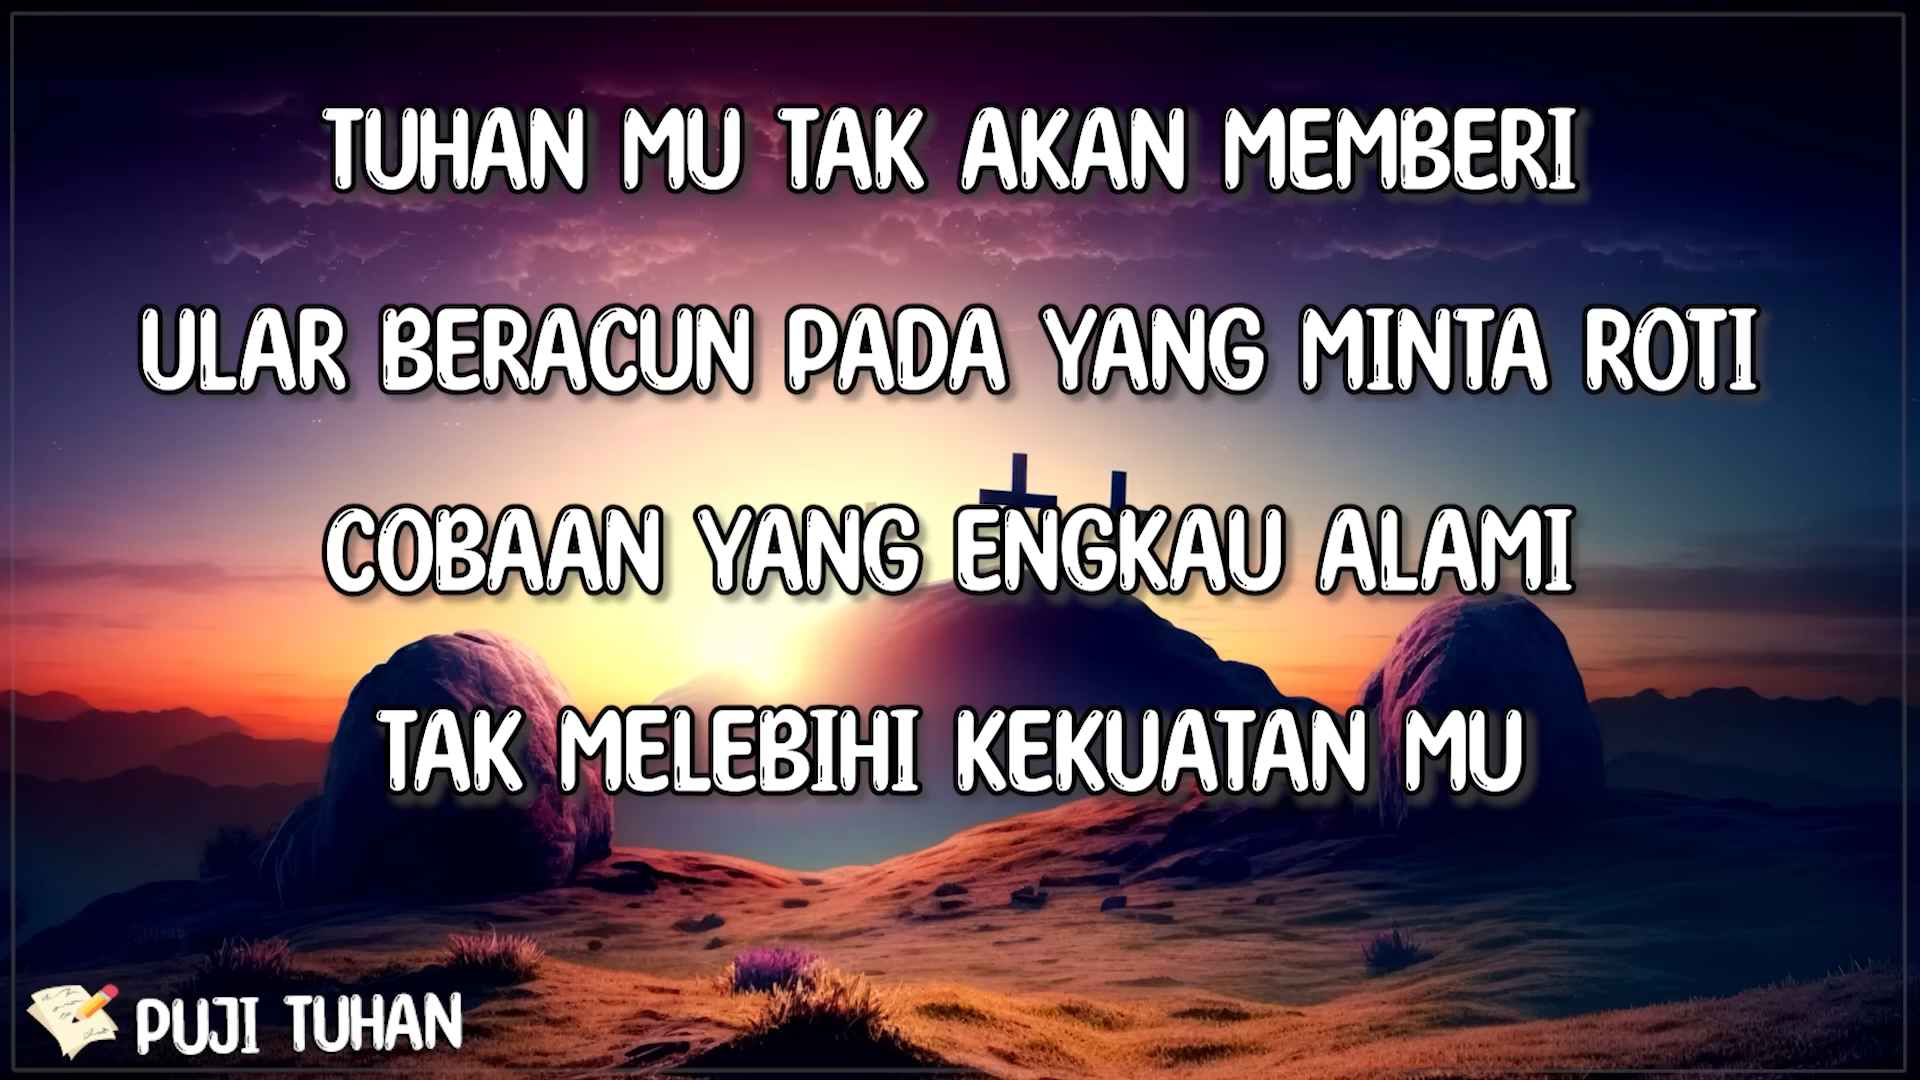 TUHAN MU TAK AKAN MEMBERI
ULAR BERACUN PADA YANG MINTA ROTI
COBAAN YANG ENGKAU ALAMI
TAK MELEBIHI KEKUATAN MU
PUJI TUHAN